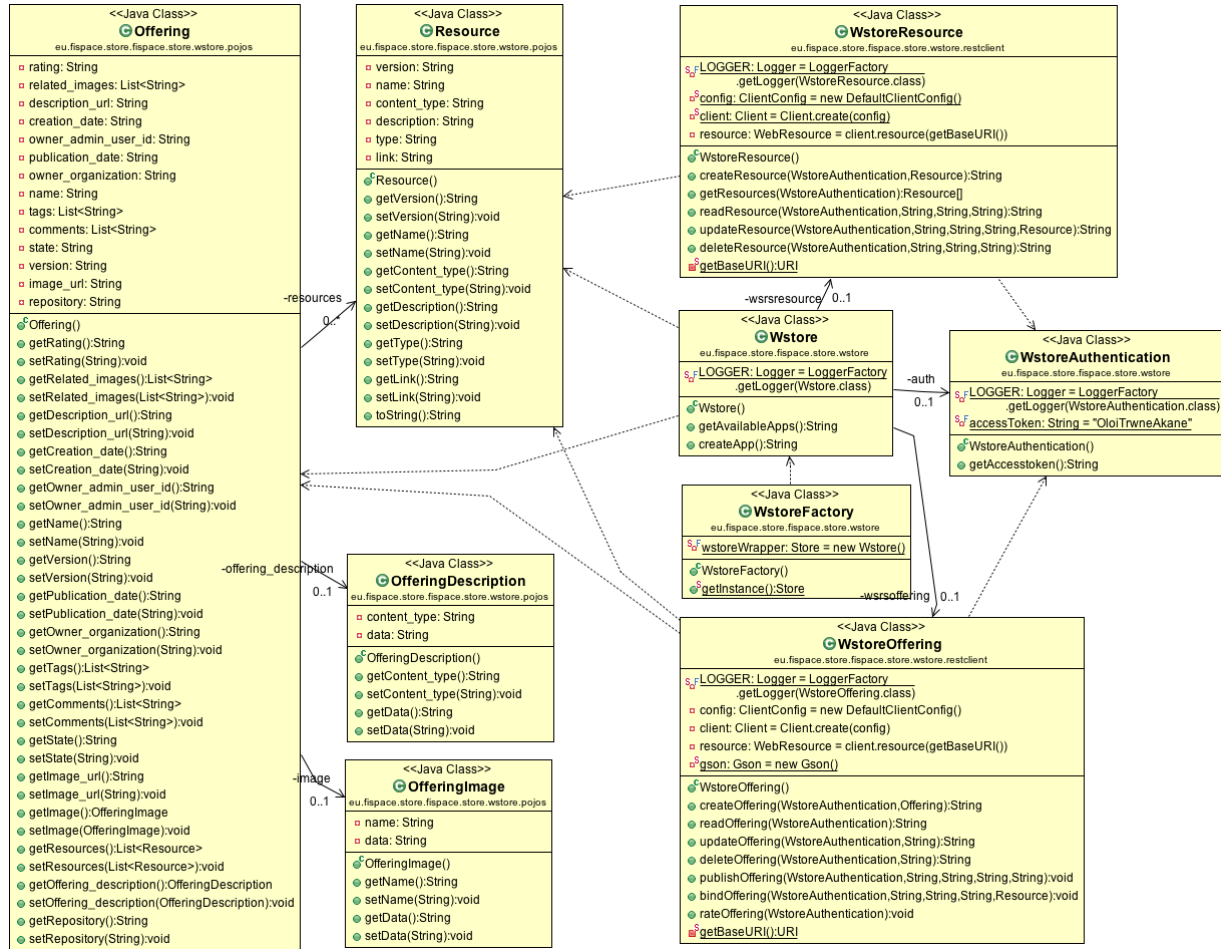 <<Java Class>>
Offering
eu.fispace.store.fispace.store.wstore.pojos
rating: String
related_images: List<String>
description_url: String
creation_date: String
owner_admin_user_id: String
publication_date: String
owner_organization: String
name: String
tags: List<String>
comments: List<String>
state: String
version: String
image_url: String
repository: String
Offering()
getRating():String
setRating(String):void
getRelated_images():List<String>
setRelated_images(List<String>):void
getDescription_url():String
setDescription_url(String):void
getCreation_date():String
setCreation_date(String):void
getOwner_admin_user_id():String
setOwner_admin_user_id(String):void
getName():String
setName(String):void
getVersion():String
setVersion(String):void
getPublication_date():String
setPublication_date(String):void
getOwner_organization():String
setOwner_organization(String):void
getTags():List<String>
setTags(List<String>):void
getComments():List<String>
setComments(List<String>):void
getState():String
setState(String):void
getImage_url():String
setImage_url(String):void
getImage():OfferingImage
setImage(OfferingImage):void
getResources():List<Resource>
setResources(List<Resource>):void
getOffering_description():OfferingDescription
setOffering_description(OfferingDescription):void
getRepository():String
setRepository(String):void
-resources
0..*
-offering_description
0..1
-image
0..1
<<Java Class>>
Resource
eu.fispace.store.fispace.store.wstore.pojos
version: String
name: String
content_type: String
description: String
type: String
link: String
Resource()
getVersion():String
setVersion(String):void
getName():String
setName(String):void
getContent_type():String
setContent_type(String):void
getDescription():String
setDescription(String):void
getType():String
setType(String):void
getLink():String
setLink(String):void
toString():String
<<Java Class>>
OfferingDescription
eu.fispace.store.fispace.store.wstore.pojos
content_type: String
data: String
OfferingDescription()
getContent_type():String
setContent_type(String):void
getData():String
setData(String):void
<<Java Class>>
OfferingImage
eu.fispace.store.fispace.store.wstore.pojos
name: String
data: String
OfferingImage()
getName():String
setName(String):void
getData():String
setData(String):void
<<Java Class>>
WstoreResource
eu.fispace.store.fispace.store.wstore.restclient
LOGGER: Logger = LoggerFactory
.getLogger(WstoreResource.class)
config: ClientConfig = new DefaultClientConfig()
client: Client = Client.create(config)
resource: WebResource = client.resource(getBaseURI())
WstoreResource()
createResource(WstoreAuthentication,Resource):String
getResources(WstoreAuthentication):Resource[]
readResource(WstoreAuthentication,String,String,String):String
updateResource(WstoreAuthentication,String,String,String,Resource):String
deleteResource(WstoreAuthentication,String,String,String):String
getBaseURI():URI
-wsrsresource
0..1
<<Java Class>>
Wstore
eu.fispace.store.fispace.store.wstore
LOGGER: Logger = LoggerFactory
.getLogger(Wstore.class)
Wstore()
getAvailableApps():String
createApp():String
-auth
0..1
<<Java Class>>
WstoreAuthentication
eu.fispace.store.fispace.store.wstore
LOGGER: Logger = LoggerFactory
.getLogger(WstoreAuthentication.class)
accessToken: String = "OloiTrwneAkane"
WstoreAuthentication()
getAccesstoken():String
<<Java Class>>
WstoreFactory
eu.fispace.store.fispace.store.wstore
wstoreWrapper: Store = new Wstore()
WstoreFactory()
getInstance():Store
-wsrsoffering
0..1
<<Java Class>>
WstoreOffering
eu.fispace.store.fispace.store.wstore.restclient
LOGGER: Logger = LoggerFactory
.getLogger(WstoreOffering.class)
config: ClientConfig = new DefaultClientConfig()
client: Client = Client.create(config)
resource: WebResource = client.resource(getBaseURI())
gson: Gson = new Gson()
WstoreOffering()
createOffering(WstoreAuthentication,Offering):String
readOffering(WstoreAuthentication):String
updateOffering(WstoreAuthentication,String):String
deleteOffering(WstoreAuthentication,String):String
publishOffering(WstoreAuthentication,String,String,String,String):void
bindOffering(WstoreAuthentication,String,String,String,Resource):void
rateOffering(WstoreAuthentication):void
getBaseURI():URI